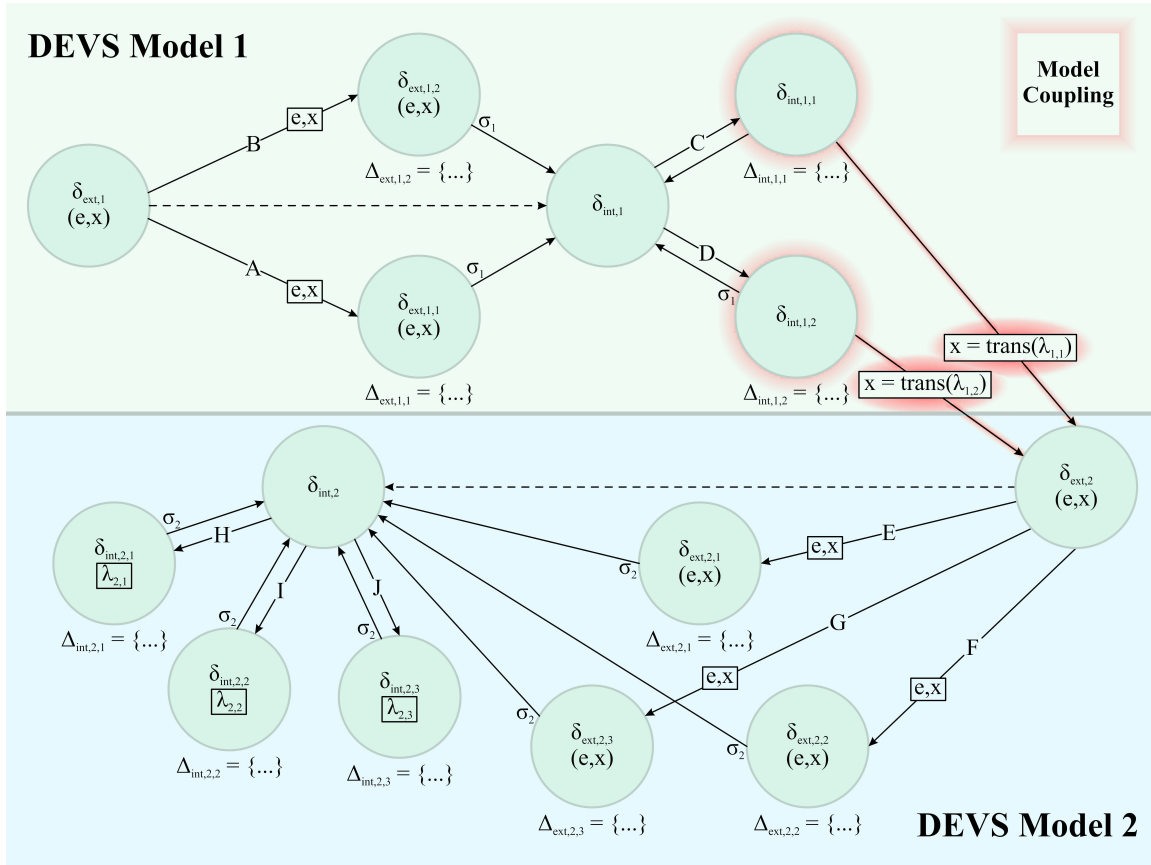 DEVS Model 1
Model
Coupling
δext,1,2
(e,x)
Δext,1,2 = {...}
δint,1,1
Δint,1,1 = {...}
B
e,x
σ1
C
δext,1
(e,x)
δint,1
A
e,x
σ1
D
σ1
δext,1,1
(e,x)
Δext,1,1 = {...}
δint,1,2
Δint,1,2 = {...}
x = trans(λ1,1)
x = trans(λ1,2)
δint,2
δext,2
(e,x)
σ2
H
δint,2,1
λ2,1
Δint,2,1 = {...}
I
σ2
J
σ2
δint,2,2
λ2,2
Δint,2,2 = {...}
δint,2,3
λ2,3
Δint,2,3 = {...}
E
e,x
σ2
δext,2,1
(e,x)
Δext,2,1 = {...}
G
e,x
F
e,x
σ2
δext,2,3
(e,x)
Δext,2,3 = {...}
σ2
δext,2,2
(e,x)
Δext,2,2 = {...}
DEVS Model 2